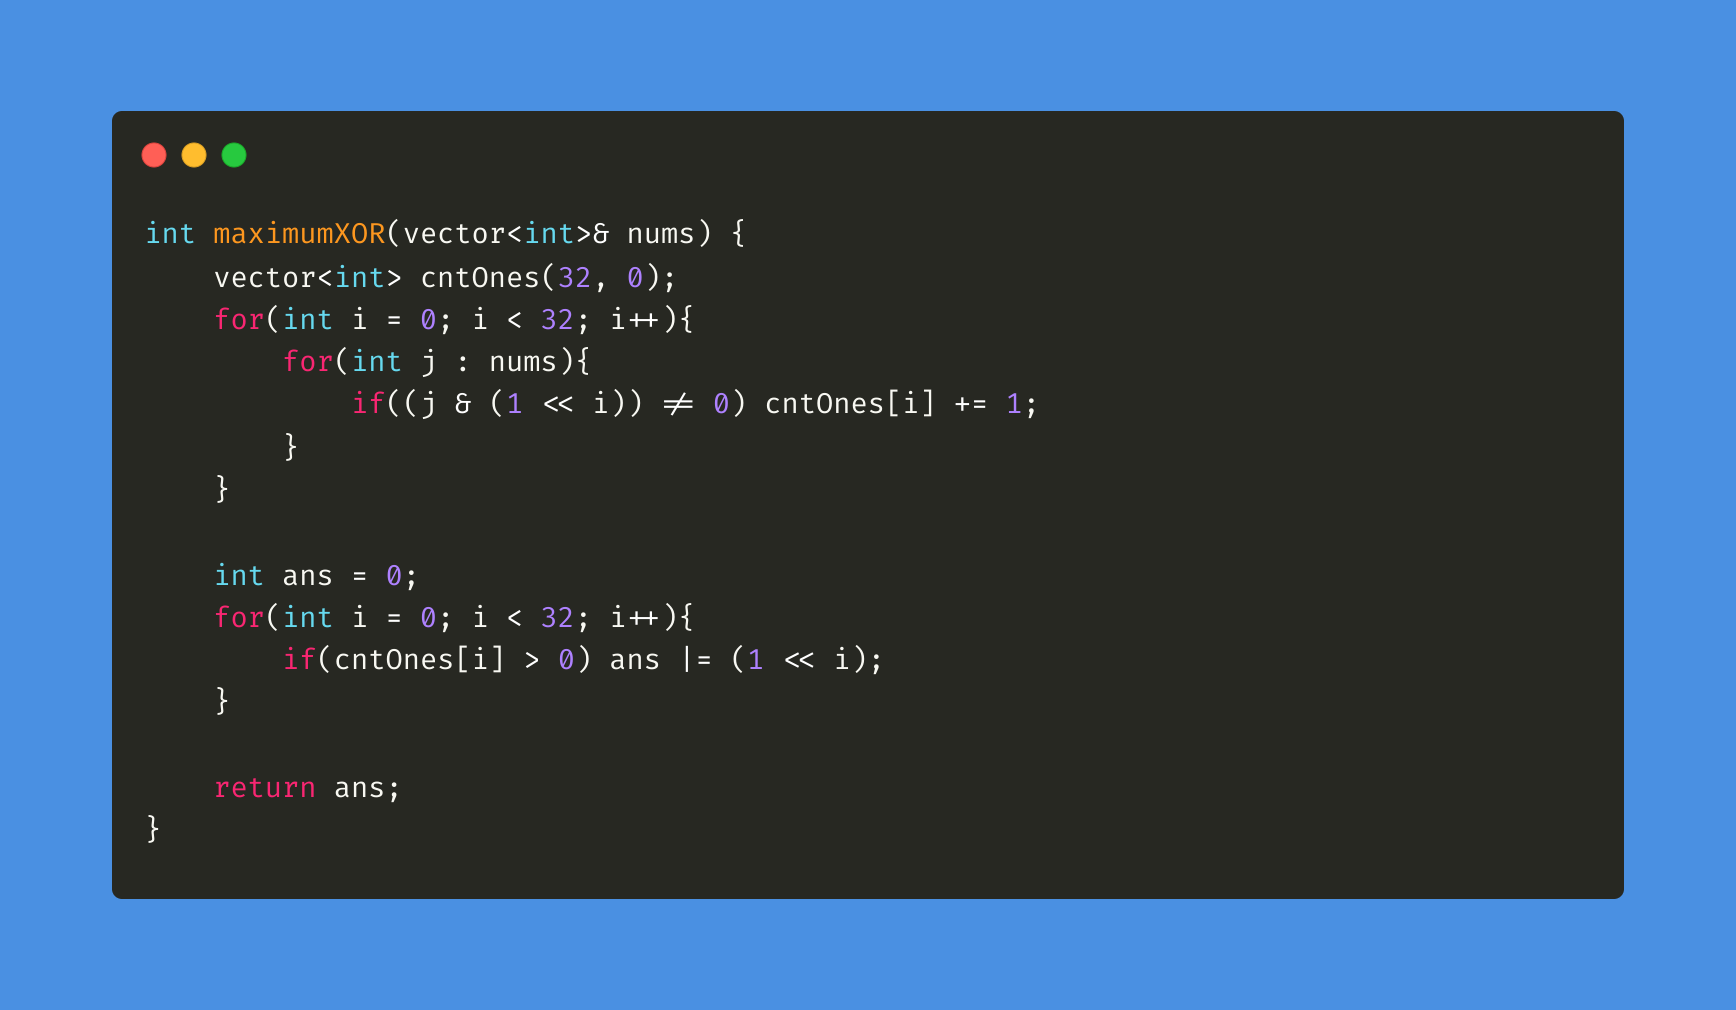 int maximumXOR(vector<int>& nums) {
    vector<int> cntOnes(32, 0);
    for(int i = 0; i < 32; i++){
        for(int j : nums){
            if((j & (1 << i)) != 0) cntOnes[i] += 1;
        }
    }

    int ans = 0;
    for(int i = 0; i < 32; i++){
        if(cntOnes[i] > 0) ans |= (1 << i);
    }

    return ans;
}